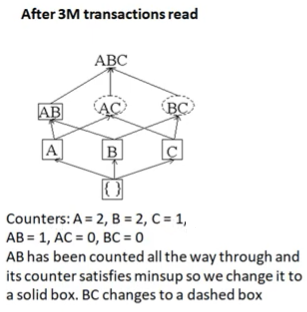 After 3M transactions read
ABC
AB AC BC
A B C
{ }
Counters: A = 2, B = 2, C = 1,
AB = 1, AC = 0, BC = 0
AB has been counted all the way through and
its counter satisfies minsup so we change it to
a solid box. BC changes to a dashed box